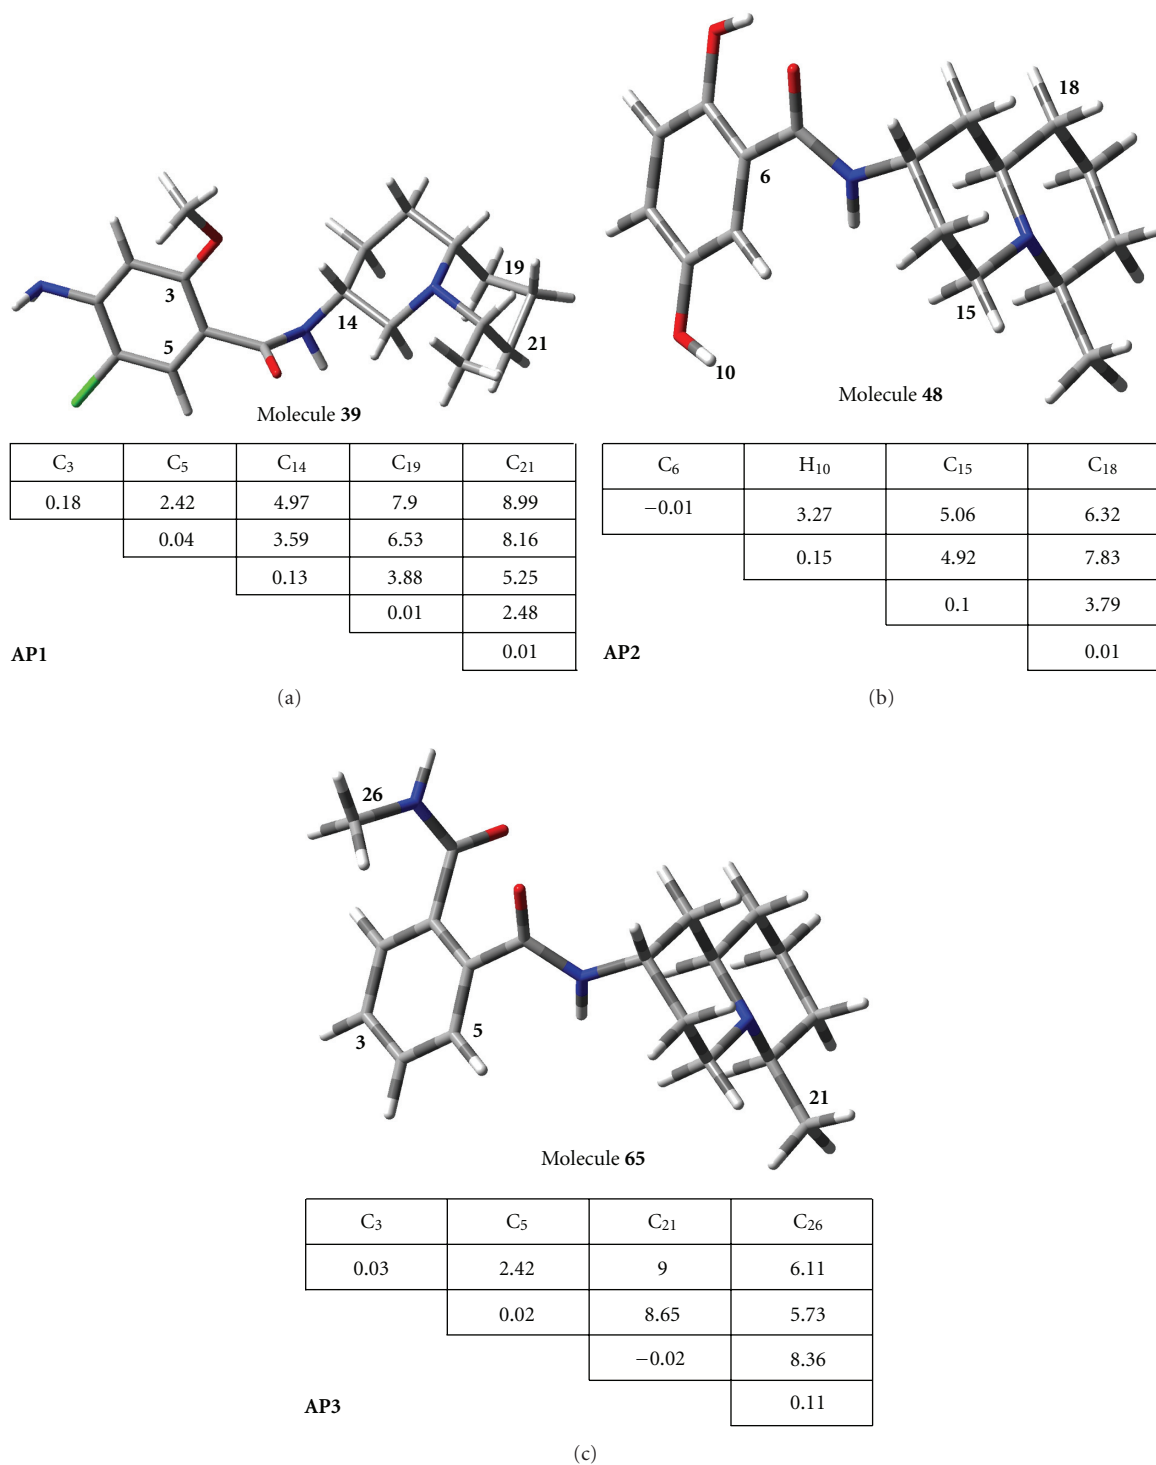 18
6
15
10
Molecule 48
3
5
14
19
21
Molecule 39
C₃ C₅ C₁₄ C₁₉ C₂₁
0.18 2.42 4.97 7.9 8.99
0.04 3.59 6.53 8.16
0.13 3.88 5.25
0.01 2.48
0.01
AP1
(a)
C₆ H₁₀ C₁₅ C₁₈
−0.01 3.27 5.06 6.32
0.15 4.92 7.83
0.1 3.79
0.01
AP2
(b)
26
3
5
21
Molecule 65
C₃ C₅ C₂₁ C₂₆
0.03 2.42 9 6.11
0.02 8.65 5.73
−0.02 8.36
0.11
AP3
(c)